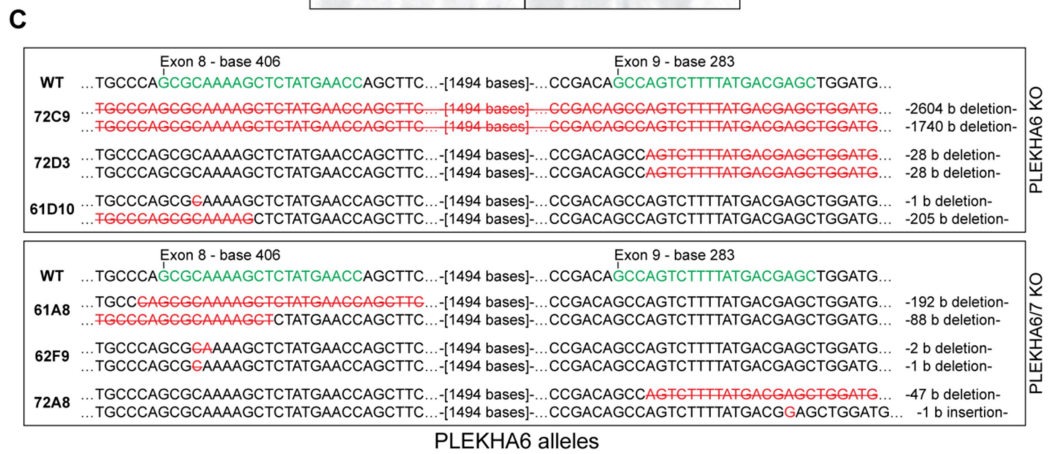 C
Exon 8 - base 406 Exon 9 - base 283
WT ...TGCCCAGCGCAAAAGCTCTATGAACCAGCTTC...-[1494 bases]-...CCGACAGCCAGTCTTTTATGACGAGCTGGATG...
72C9
TGCCCAGCGCAAAAGCTCTATGAACCAGCTTC...-[1494 bases]-...CCGACAGCCAGTCTTTTATGACGAGCTGGATG... -2604 b deletion-
TGCCCAGCGCAAAAGCTCTATGAACCAGCTTC...-[1494 bases]-...CCGACAGCCAGTCTTTTATGACGAGCTGGATG... -1740 b deletion-
72D3
...TGCCCAGCGCAAAAGCTCTATGAACCAGCTTC...-[1494 bases]-...CCGACAGCCAGTCTTTTATGACGAGCTGGATG... -28 b deletion-
...TGCCCAGCGCAAAAGCTCTATGAACCAGCTTC...-[1494 bases]-...CCGACAGCCAGTCTTTTATGACGAGCTGGATG... -28 b deletion-
61D10
...TGCCCAGCGCAAAAGCTCTATGAACCAGCTTC...-[1494 bases]-...CCGACAGCCAGTCTTTTATGACGAGCTGGATG... -1 b deletion-
...TGCCCAGCGCAAAAGCTCTATGAACCAGCTTC...-[1494 bases]-...CCGACAGCCAGTCTTTTATGACGAGCTGGATG... -205 b deletion-
PLEKHA6 KO
Exon 8 - base 406 Exon 9 - base 283
WT ...TGCCCAGCGCAAAAGCTCTATGAACCAGCTTC...-[1494 bases]-...CCGACAGCCAGTCTTTTATGACGAGCTGGATG...
61A8
...TGCCCAGCGCAAAAGCTCTATGAACCAGCTTC...-[1494 bases]-...CCGACAGCCAGTCTTTTATGACGAGCTGGATG... -192 b deletion-
...TGCCCAGCGCAAAAGCTCTATGAACCAGCTTC...-[1494 bases]-...CCGACAGCCAGTCTTTTATGACGAGCTGGATG... -88 b deletion-
62F9
...TGCCCAGCGCAAAAGCTCTATGAACCAGCTTC...-[1494 bases]-...CCGACAGCCAGTCTTTTATGACGAGCTGGATG... -2 b deletion-
...TGCCCAGCGCAAAAGCTCTATGAACCAGCTTC...-[1494 bases]-...CCGACAGCCAGTCTTTTATGACGAGCTGGATG... -1 b deletion-
72A8
...TGCCCAGCGCAAAAGCTCTATGAACCAGCTTC...-[1494 bases]-...CCGACAGCCAGTCTTTTATGACGAGCTGGATG... -47 b deletion-
...TGCCCAGCGCAAAAGCTCTATGAACCAGCTTC...-[1494 bases]-...CCGACAGCCAGTCTTTTATGACGGAGCTGGATG... -1 b insertion-
PLEKHA6/7 KO
PLEKHA6 alleles